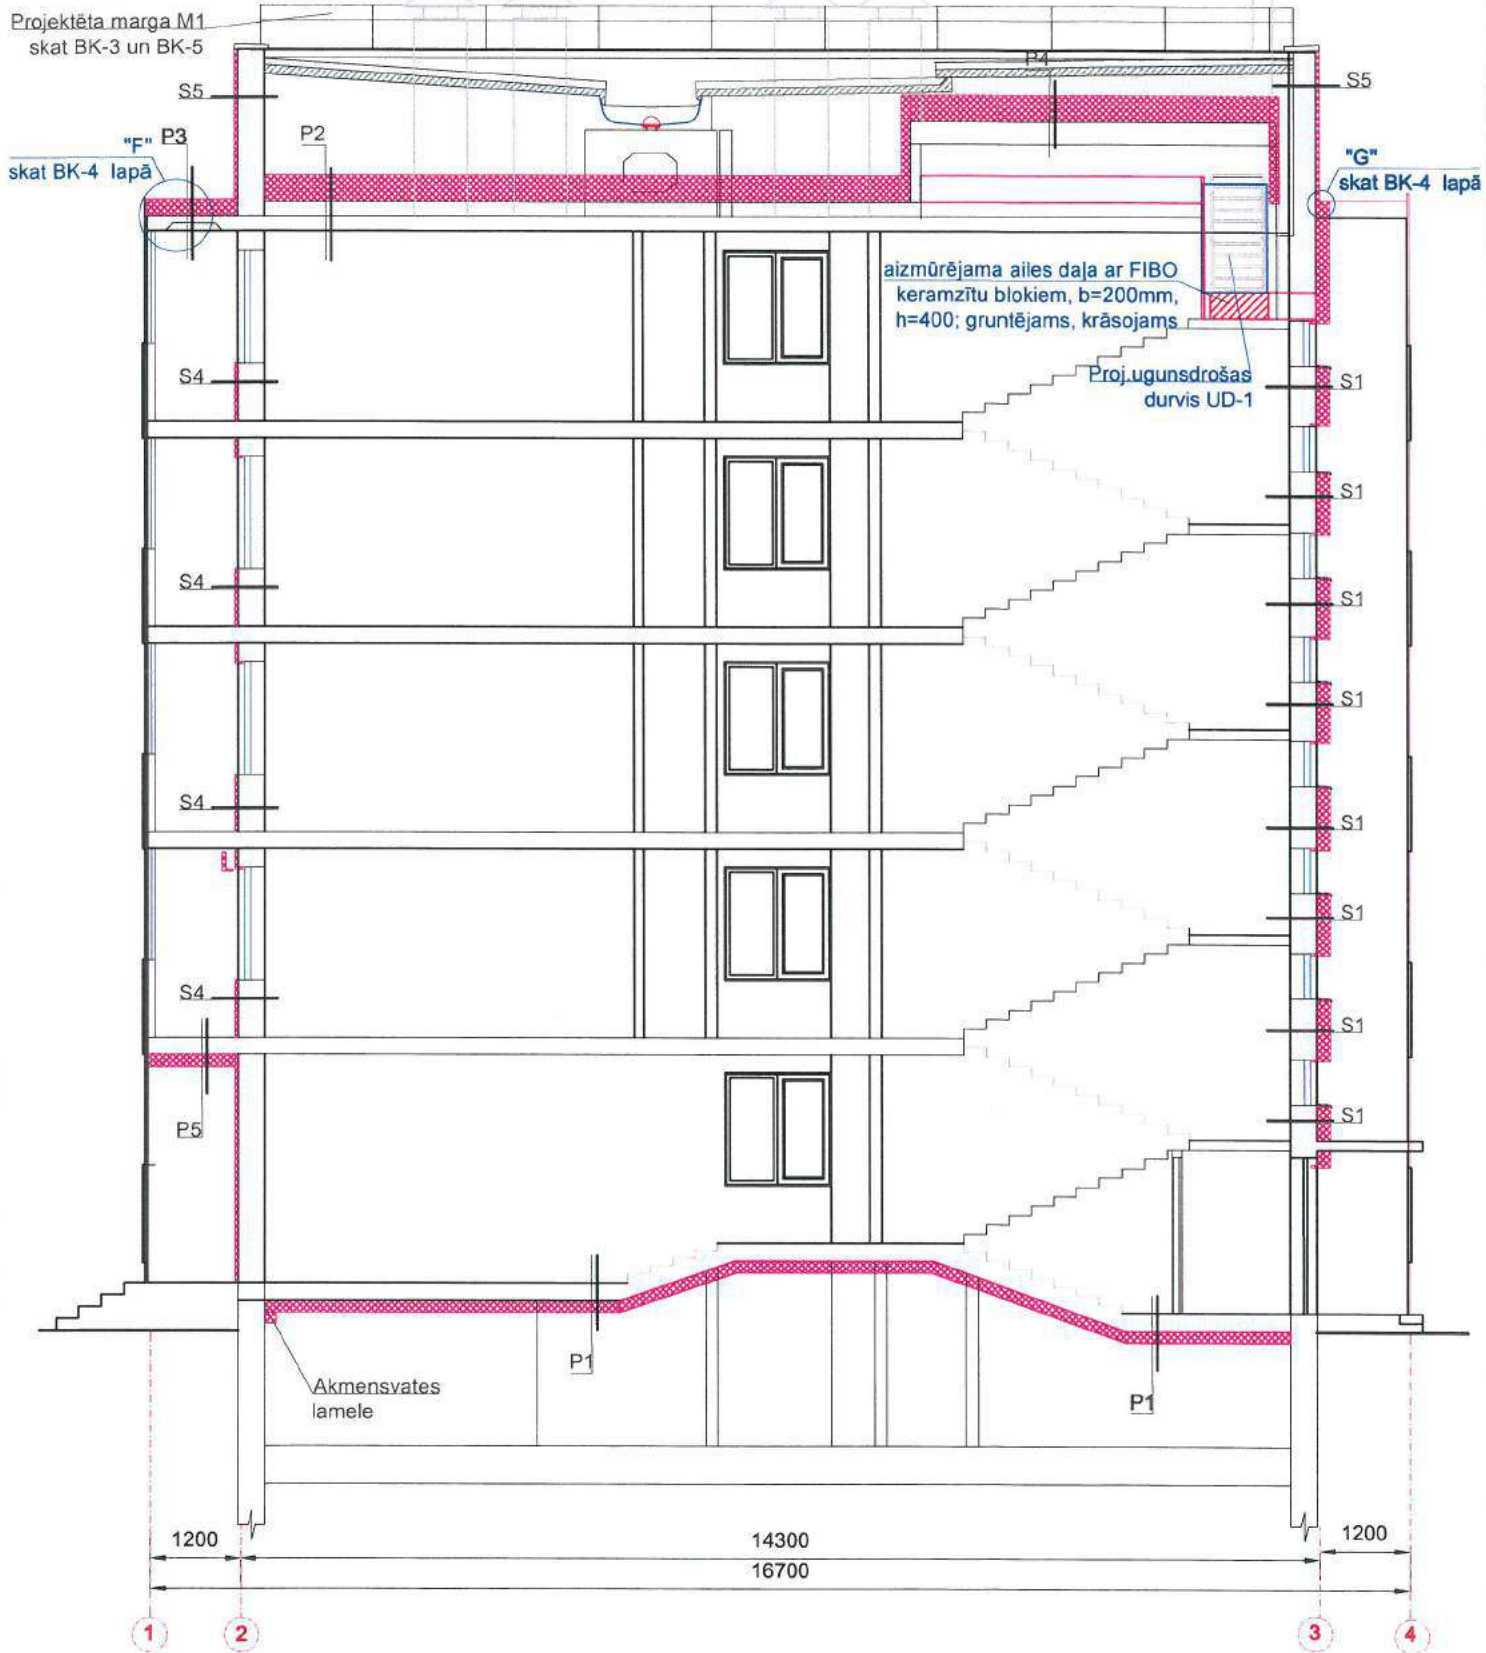 Projektēta marga M1
skat BK-3 un BK-5
P4
S5
S5
"F"
skat BK-4 lapā
P3
P2
"G"
skat BK-4 lapā
aizmūrējama ailes daļa ar FIBO
keramzītu blokiem, b=200mm,
h=400; gruntējams, krāsojams
Proj.ugunsdrošas
durvis UD-1
S4
S1
S1
S4
S1
S1
S4
S1
S1
S4
S1
P5
S1
P1
P1
Akmensvates
lamele
1200
14300
1200
16700
1
2
3
4